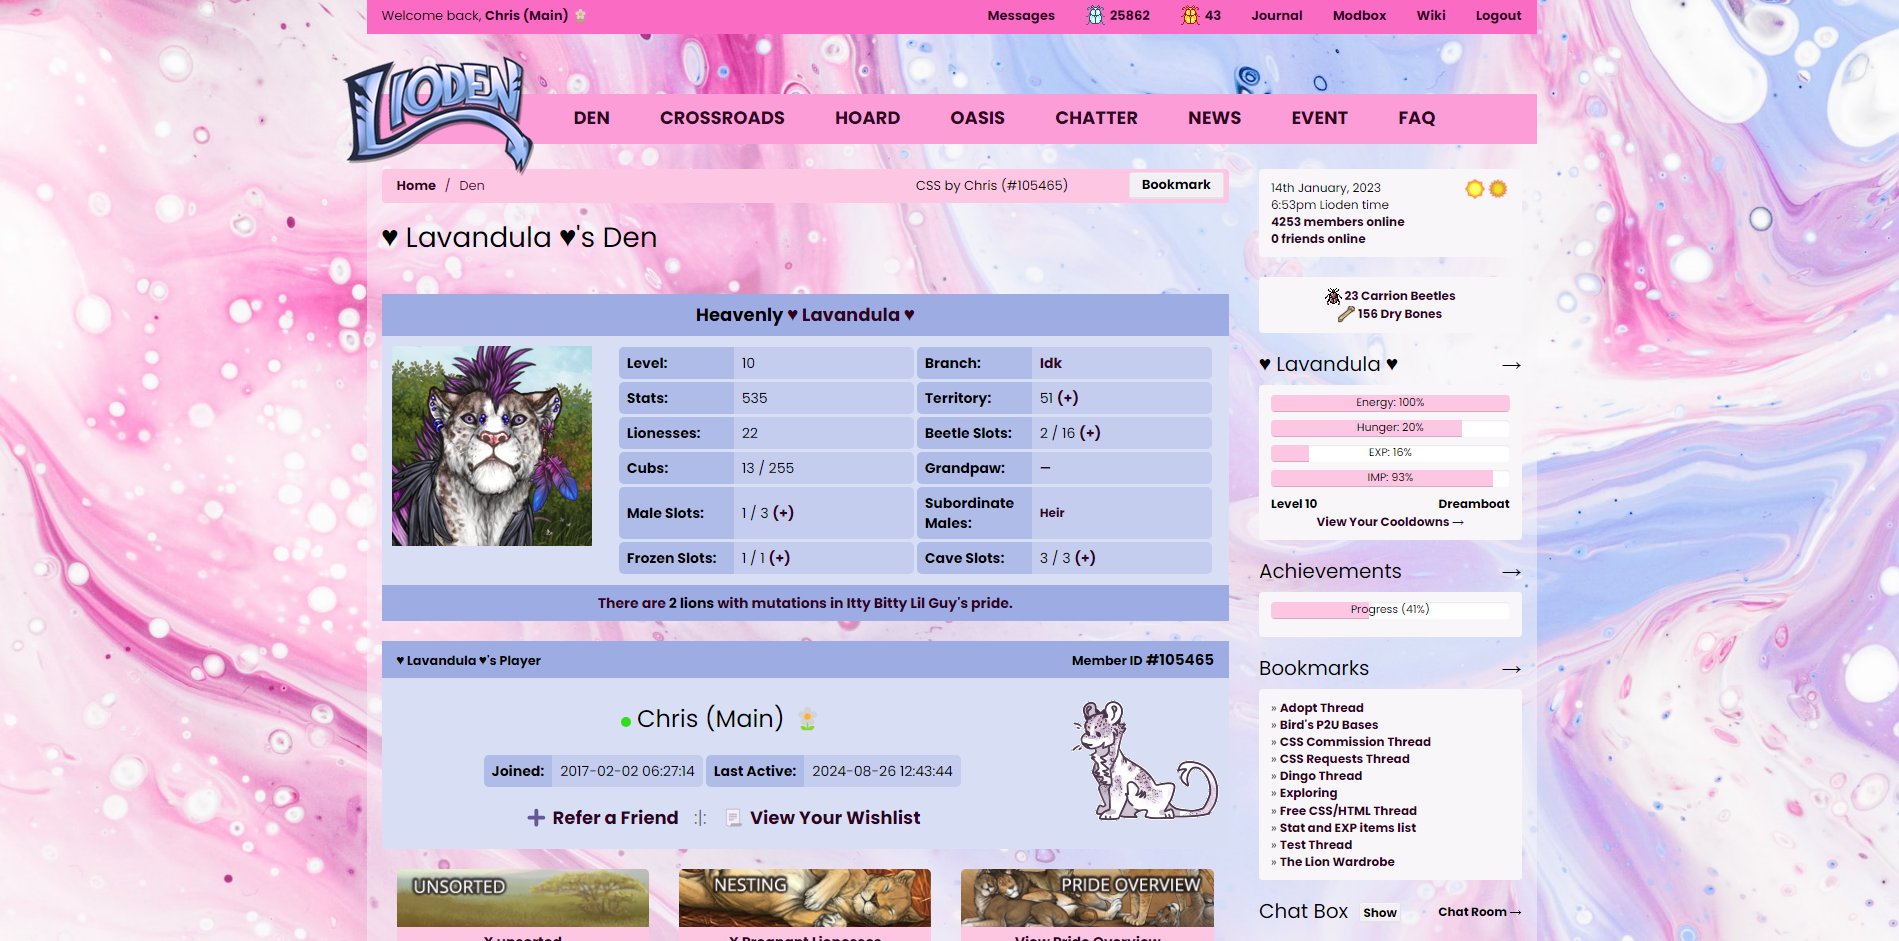 Welcome back, Chris (Main)
Messages 25862 43 Journal Modbox Wiki Logout
LIODEN
DEN CROSSROADS HOARD OASIS CHATTER NEWS EVENT FAQ
Home / Den CSS by Chris (#105465) Bookmark
♥ Lavandula ♥'s Den
Heavenly ♥ Lavandula ♥
Level: 10 Branch: Idk
Stats: 535 Territory: 51 (+)
Lionesses: 22 Beetle Slots: 2 / 16 (+)
Cubs: 13 / 255 Grandpaw: —
Male Slots: 1 / 3 (+) Subordinate Males: Heir
Frozen Slots: 1 / 1 (+) Cave Slots: 3 / 3 (+)
There are 2 lions with mutations in Itty Bitty Lil Guy's pride.
♥ Lavandula ♥'s Player Member ID #105465
Chris (Main)
Joined: 2017-02-02 06:27:14 Last Active: 2024-08-26 12:43:44
Refer a Friend :|: View Your Wishlist
UNSORTED NESTING PRIDE OVERVIEW
X unsorted X Pregnant Lionesses View Pride Overview
14th January, 2023
6:53pm Lioden time
4253 members online
0 friends online
23 Carrion Beetles
156 Dry Bones
♥ Lavandula ♥ →
Energy: 100%
Hunger: 20%
EXP: 16%
IMP: 93%
Level 10 Dreamboat
View Your Cooldowns →
Achievements →
Progress (41%)
Bookmarks →
» Adopt Thread
» Bird's P2U Bases
» CSS Commission Thread
» CSS Requests Thread
» Dingo Thread
» Exploring
» Free CSS/HTML Thread
» Stat and EXP items list
» Test Thread
» The Lion Wardrobe
Chat Box Show Chat Room →